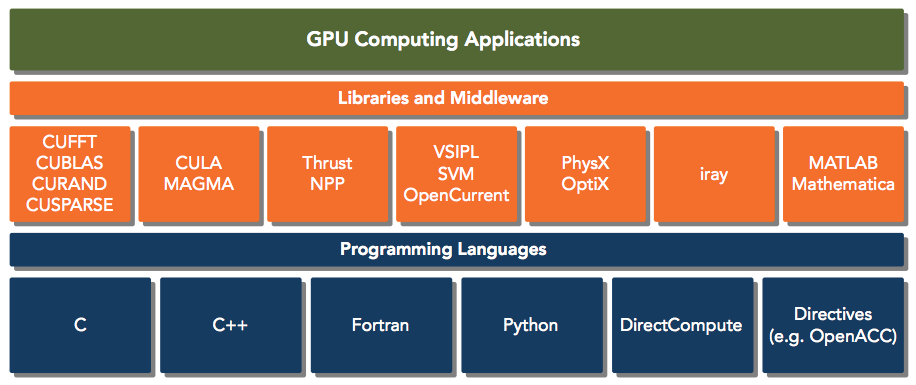 GPU Computing Applications
Libraries and Middleware
CUFFT
CUBLAS
CURAND
CUSPARSE
CULA
MAGMA
Thrust
NPP
VSIPL
SVM
OpenCurrent
PhysX
OptiX
iray
MATLAB
Mathematica
Programming Languages
C
C++
Fortran
Python
DirectCompute
Directives
(e.g. OpenACC)